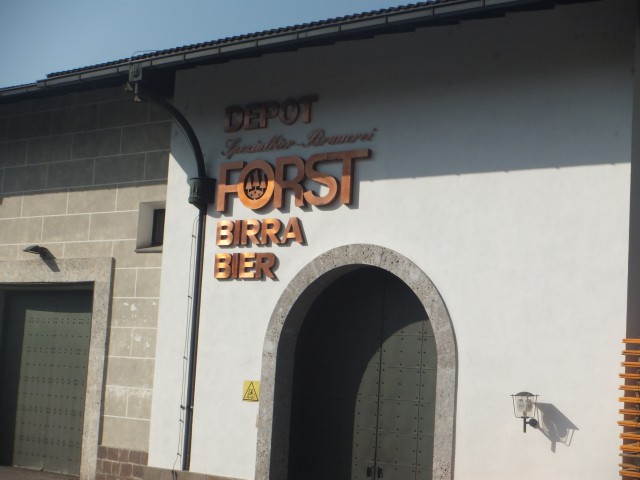 DEPOT
Spezialbier-Brauerei
FORST
BIRRA
BIER